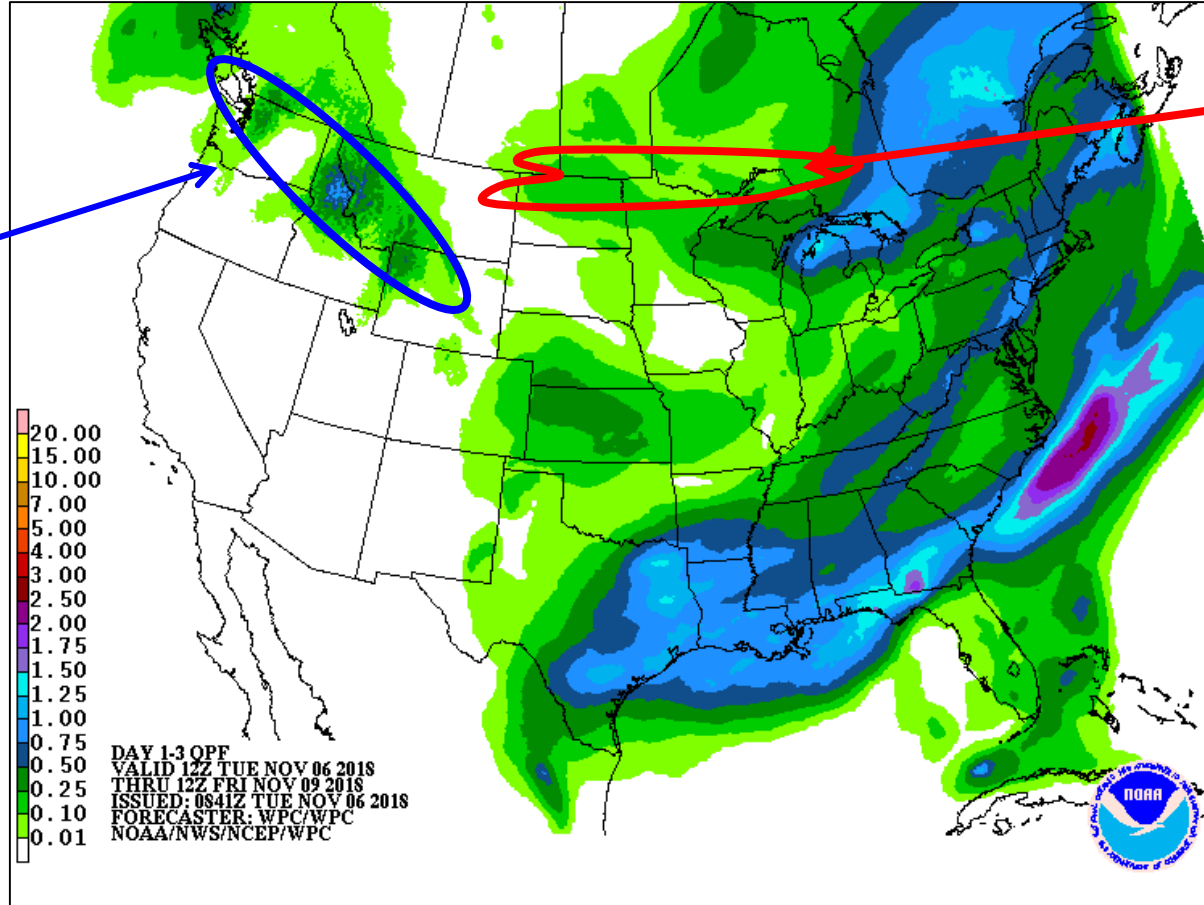 20.00
15.00
10.00
7.00
5.00
4.00
3.00
2.50
2.00
1.75
1.50
1.25
1.00
0.75
0.50
0.25
0.10
0.01
DAY 1-3 QPF
VALID 12Z TUE NOV 06 2018
THRU 12Z FRI NOV 09 2018
ISSUED: 0841Z TUE NOV 06 2018
FORECASTER: WPC/WPC
NOAA/NWS/NCEP/WPC
NOAA